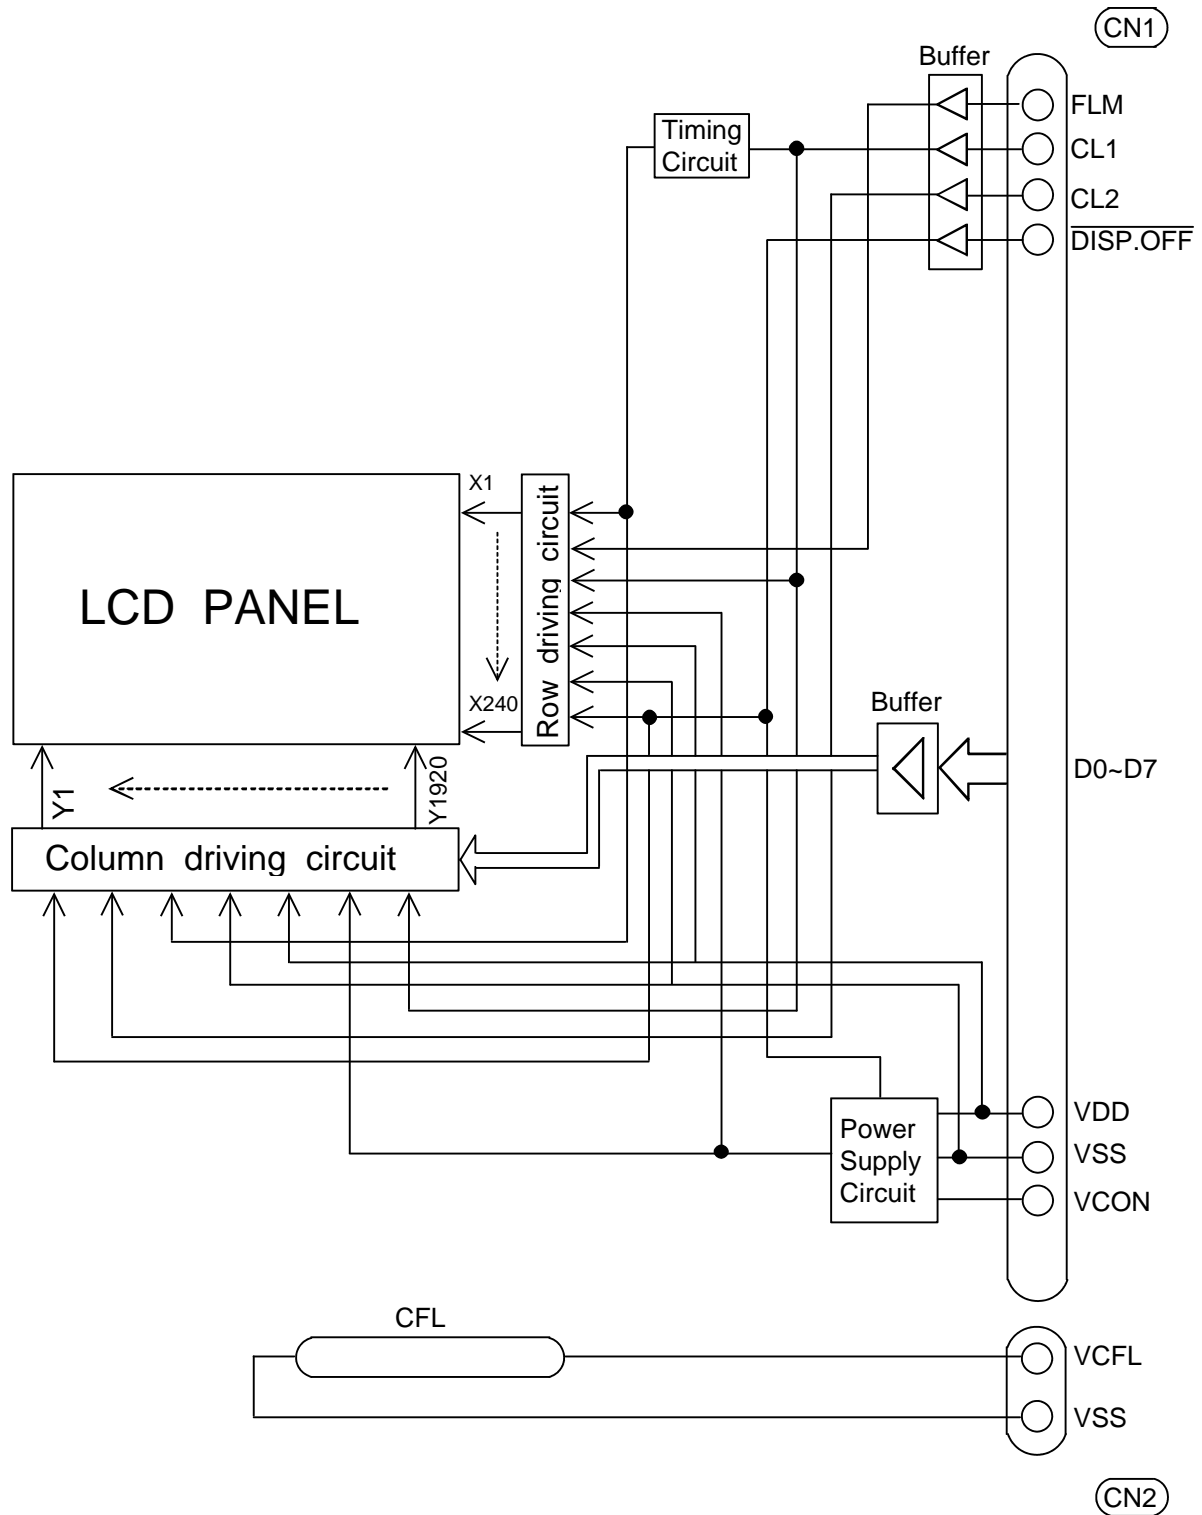 CN1
Buffer
FLM
Timing
Circuit
CL1
CL2
DISP.OFF
X1
LCD PANEL
Row driving circuit
X240
Buffer
D0~D7
Y1
Y1920
Column driving circuit
VDD
Power
Supply
Circuit
VSS
VCON
CFL
VCFL
VSS
CN2